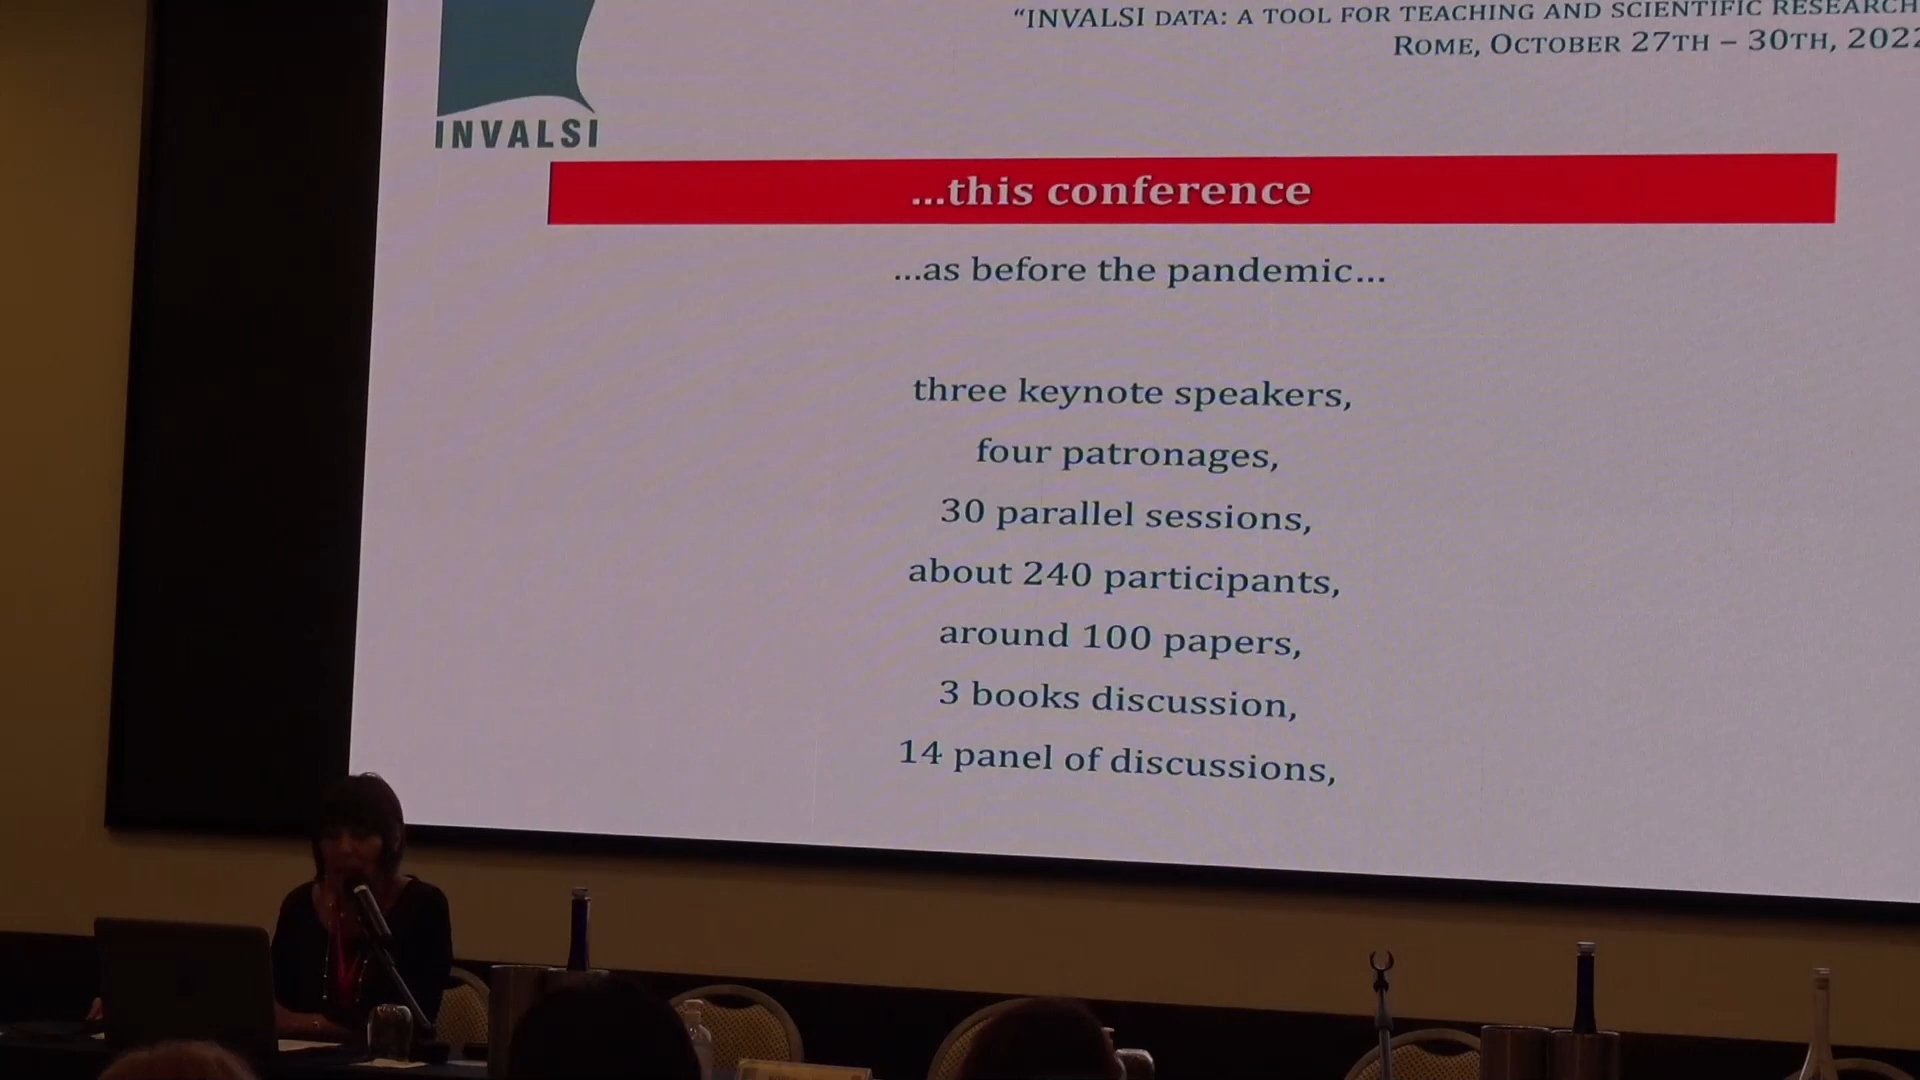 “INVALSI DATA: A TOOL FOR TEACHING AND SCIENTIFIC RESEARCH
ROME, OCTOBER 27TH – 30TH, 2022
INVALSI
...this conference
...as before the pandemic...
three keynote speakers,
four patronages,
30 parallel sessions,
about 240 participants,
around 100 papers,
3 books discussion,
14 panel of discussions,